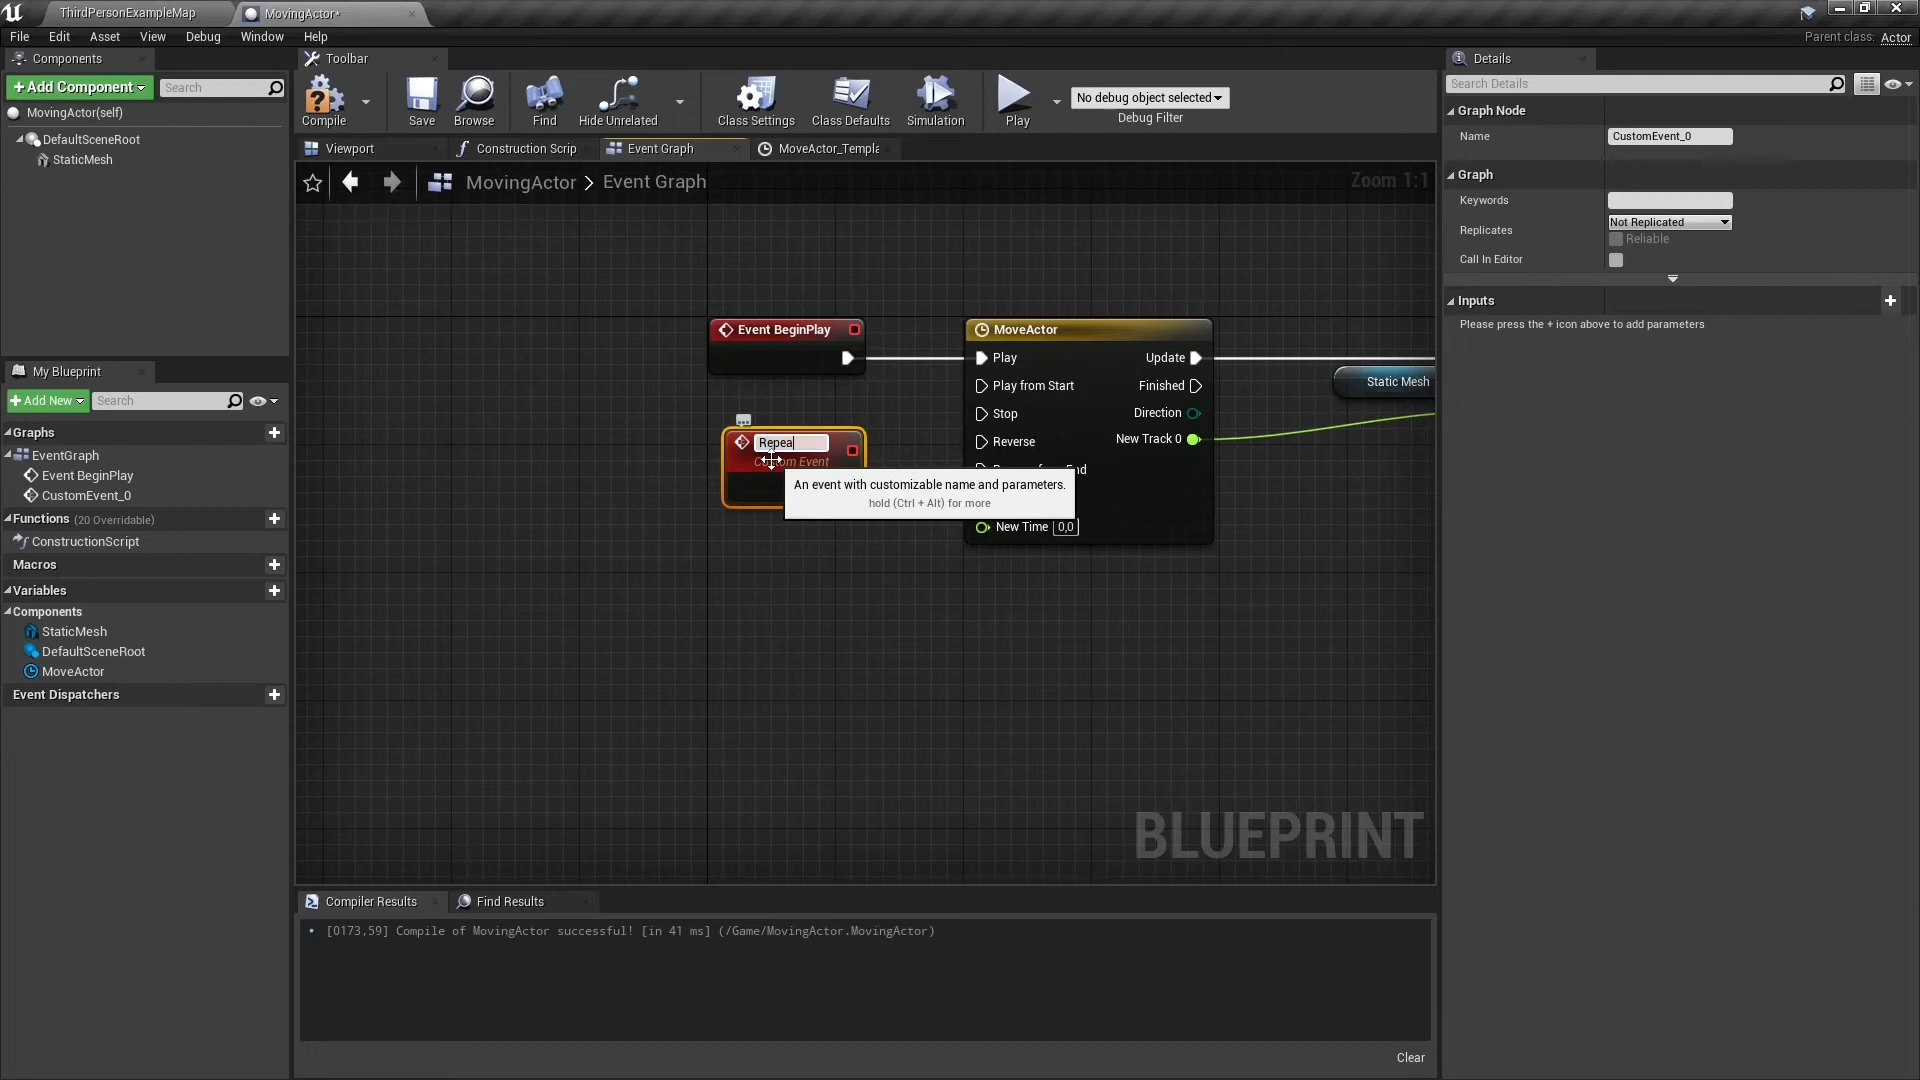 ThirdPersonExampleMap
MovingActor*
File Edit Asset View Debug Window Help
Parent class: Actor
Components
Toolbar
Details
+ Add Component
Search
MovingActor(self)
DefaultSceneRoot
StaticMesh
Compile
Save
Browse
Find
Hide Unrelated
Class Settings
Class Defaults
Simulation
Play
No debug object selected
Debug Filter
Search Details
Graph Node
Name
CustomEvent_0
Graph
Keywords
Replicates
Not Replicated
Reliable
Call In Editor
Inputs
Please press the + icon above to add parameters
Viewport
Construction Scrip
Event Graph
MoveActor_Templa
MovingActor > Event Graph
Zoom 1:1
Event BeginPlay
Repea
Custom Event
An event with customizable name and parameters.
hold (Ctrl + Alt) for more
MoveActor
Play
Update
Play from Start
Finished
Stop
Direction
Reverse
New Track 0
New Time 0,0
Static Mesh
BLUEPRINT
My Blueprint
+ Add New
Search
Graphs
EventGraph
Event BeginPlay
CustomEvent_0
Functions (20 Overridable)
ConstructionScript
Macros
Variables
Components
StaticMesh
DefaultSceneRoot
MoveActor
Event Dispatchers
Compiler Results
Find Results
[0173,59] Compile of MovingActor successful! [in 41 ms] (/Game/MovingActor.MovingActor)
Clear